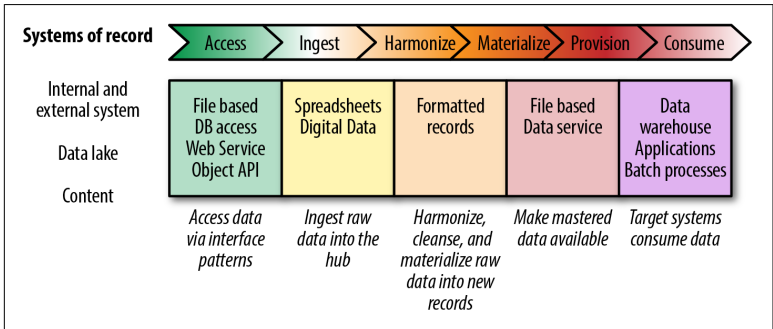 Systems of record
Access
Ingest
Harmonize
Materialize
Provision
Consume
Internal and
external system
Data lake
Content
File based
DB access
Web Service
Object API
Spreadsheets
Digital Data
Formatted
records
File based
Data service
Data
warehouse
Applications
Batch processes
Access data
via interface
patterns
Ingest raw
data into the
hub
Harmonize,
cleanse, and
materialize raw
data into new
records
Make mastered
data available
Target systems
consume data